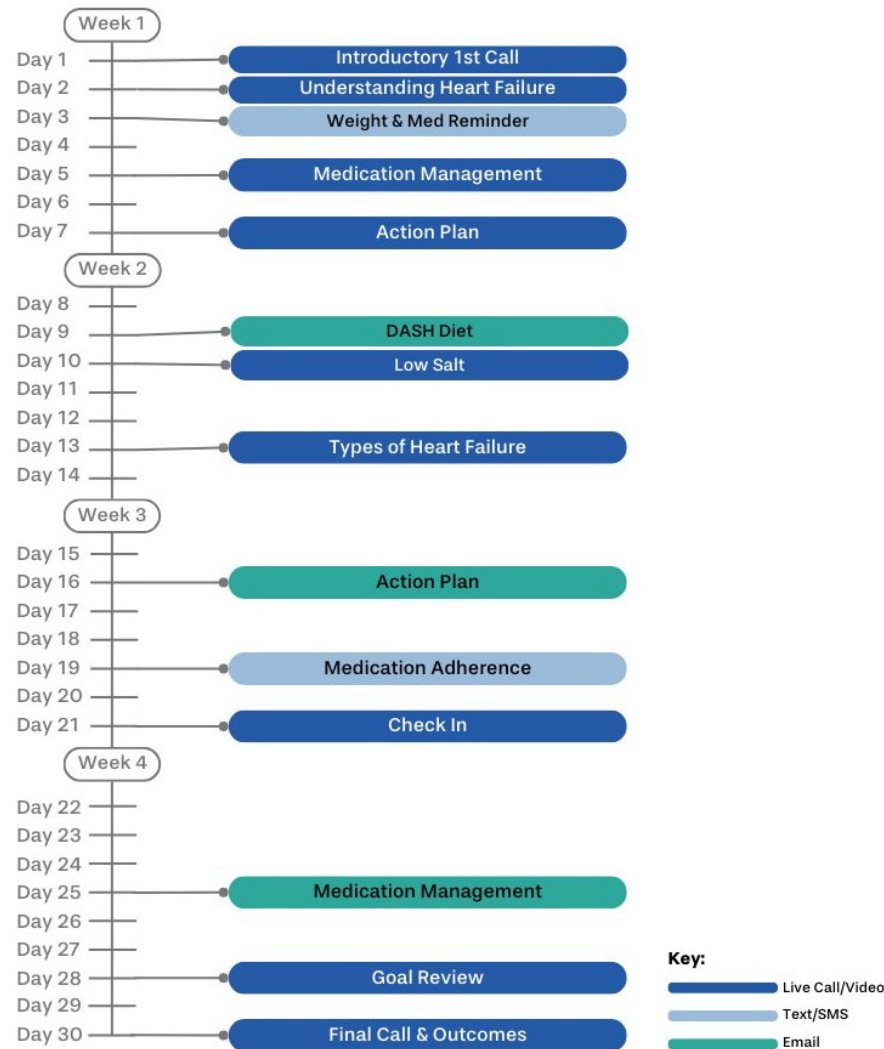 Week 1
Day 1 Introductory 1st Call
Day 2 Understanding Heart Failure
Day 3 Weight & Med Reminder
Day 4
Day 5 Medication Management
Day 6
Day 7 Action Plan
Week 2
Day 8
Day 9 DASH Diet
Day 10 Low Salt
Day 11
Day 12
Day 13 Types of Heart Failure
Day 14
Week 3
Day 15
Day 16 Action Plan
Day 17
Day 18
Day 19 Medication Adherence
Day 20
Day 21 Check In
Week 4
Day 22
Day 23
Day 24
Day 25 Medication Management
Day 26
Day 27
Day 28 Goal Review
Day 29
Day 30 Final Call & Outcomes
Key:
Live Call/Video
Text/SMS
Email